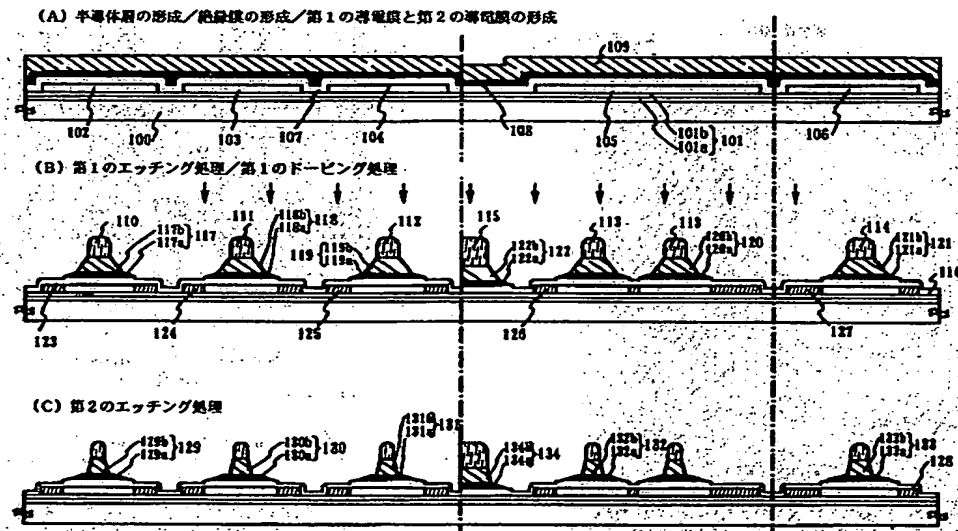 (A) 半導体層の形成/絶縁膜の形成/第1の導電膜と第2の導電膜の形成
109
102 100 103 107 104 108 105 101b 101a 101 106
(B) 第1のエッチング処理/第1のドーピング処理
110 117b 117a 117 111 118b 118a 118 119 119b 119a 112 115 122b 122a 122 113 113 120b 120a 120 114 121b 121a 121 116
123 124 125 126 127
(C) 第2のエッチング処理
129b 129a 129 130b 130a 130 131b 131a 134b 134a 134 132b 132a 132 133b 133a 133 128